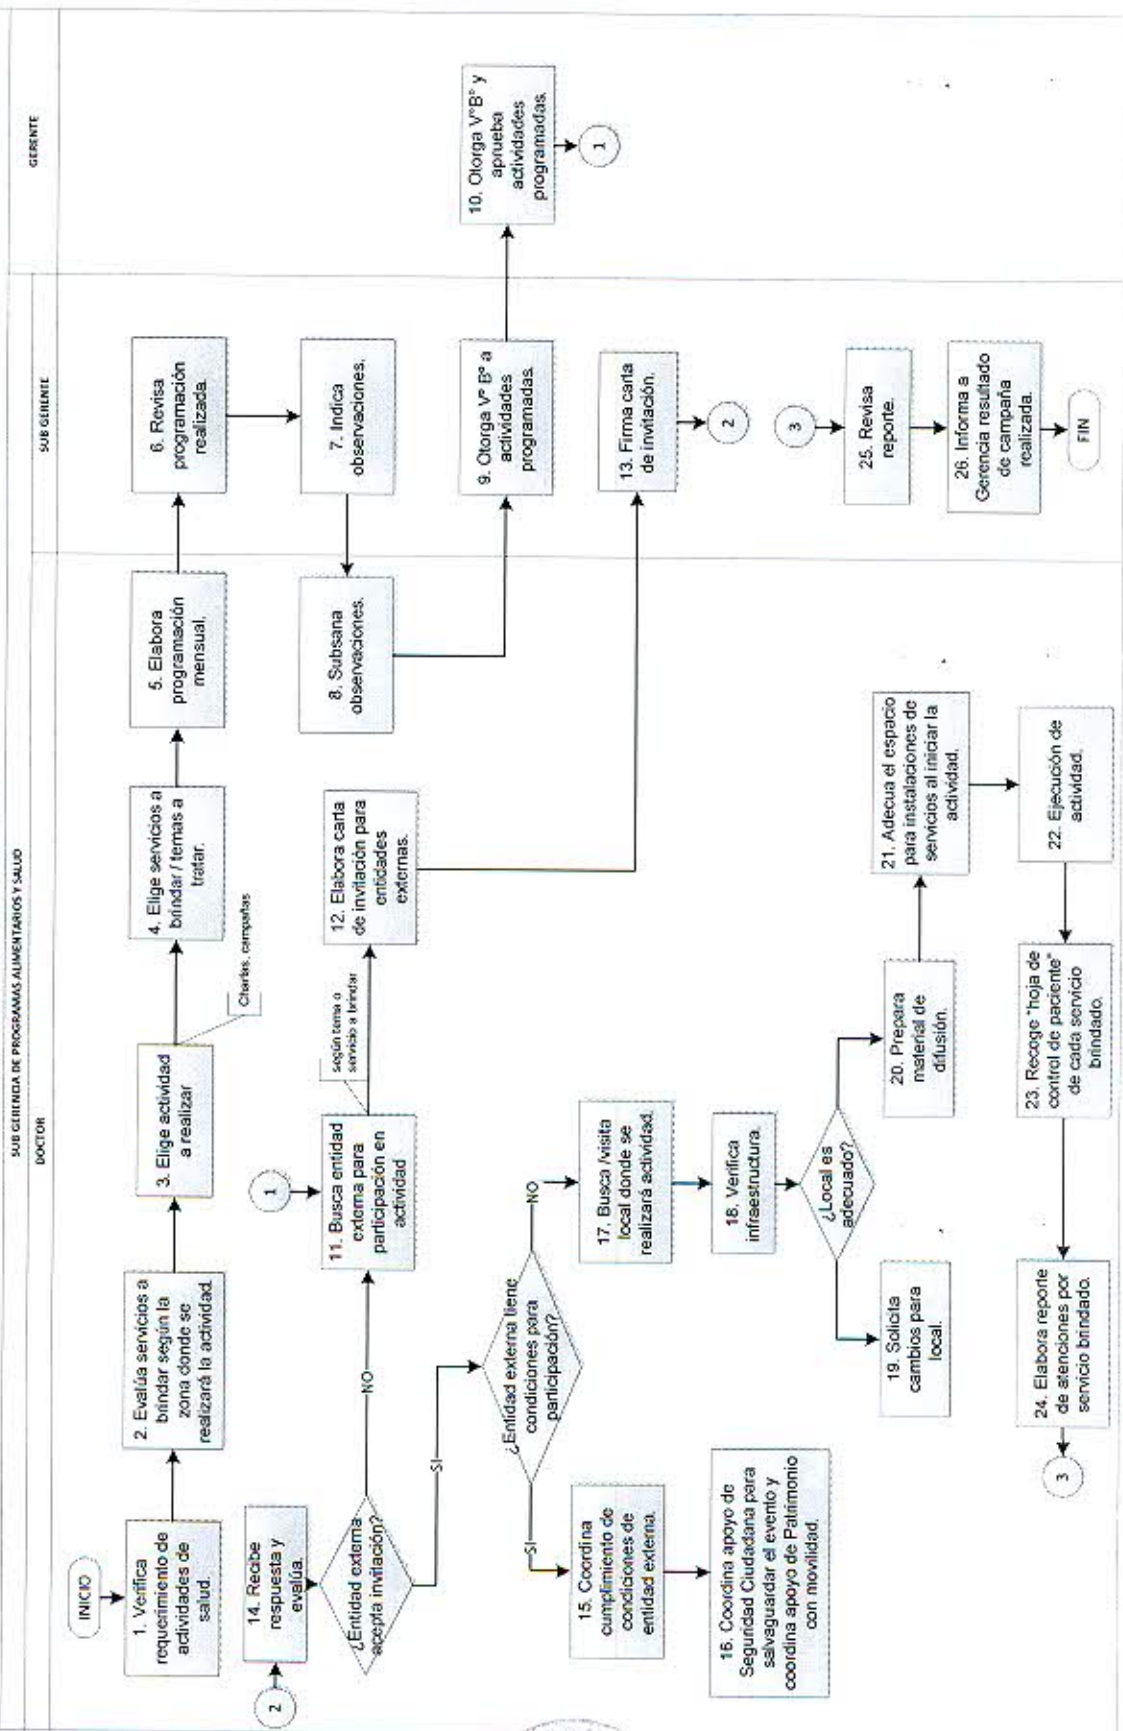 SUB GERENCIA DE PROGRAMAS ALIMENTARIOS Y SALUD
DOCTOR
SUB GERENTE
GERENTE
INICIO
1. Verifica
requerimiento de
actividades de
salud.
2. Evalúa servicios a
brindar según la
zona donde se
realizará la actividad.
3. Elige actividad
a realizar
Charlas, campañas
4. Elige servicios a
brindar / temas a
tratar.
5. Elabora
programación
mensual.
6. Revisa
programación
realizada.
7. Indica
observaciones.
8. Subsana
observaciones.
9. Otorga V° B° a
actividades
programadas.
10. Otorga V°B° y
aprueba
actividades
programadas.
1
1
11. Busca entidad
externa para
participación en
actividad
según tema o
servicio a brindar
12. Elabora carta
de invitación para
entidades
externas.
13. Firma carta
de invitación.
2
2
14. Recibe
respuesta y
evalúa.
¿Entidad externa
acepta invitación?
NO
SI
¿Entidad externa tiene
condiciones para
participación?
SI
NO
15. Coordina
cumplimiento de
condiciones de
entidad externa.
16. Coordina apoyo de
Seguridad Ciudadana para
salvaguardar el evento y
coordina apoyo de Patrimonio
con movilidad.
17. Busca /visita
local donde se
realizará actividad.
18. Verifica
infraestructura.
¿Local es
adecuado?
19. Solicita
cambios para
local.
20. Prepara
material de
difusión.
21. Adecua el espacio
para instalaciones de
servicios al iniciar la
actividad.
22. Ejecución de
actividad.
23. Recoge "hoja de
control de paciente"
de cada servicio
brindado.
24. Elabora reporte
de atenciones por
servicio brindado.
3
3
25. Revisa
reporte.
26. Informa a
Gerencia resultado
de campaña
realizada.
FIN